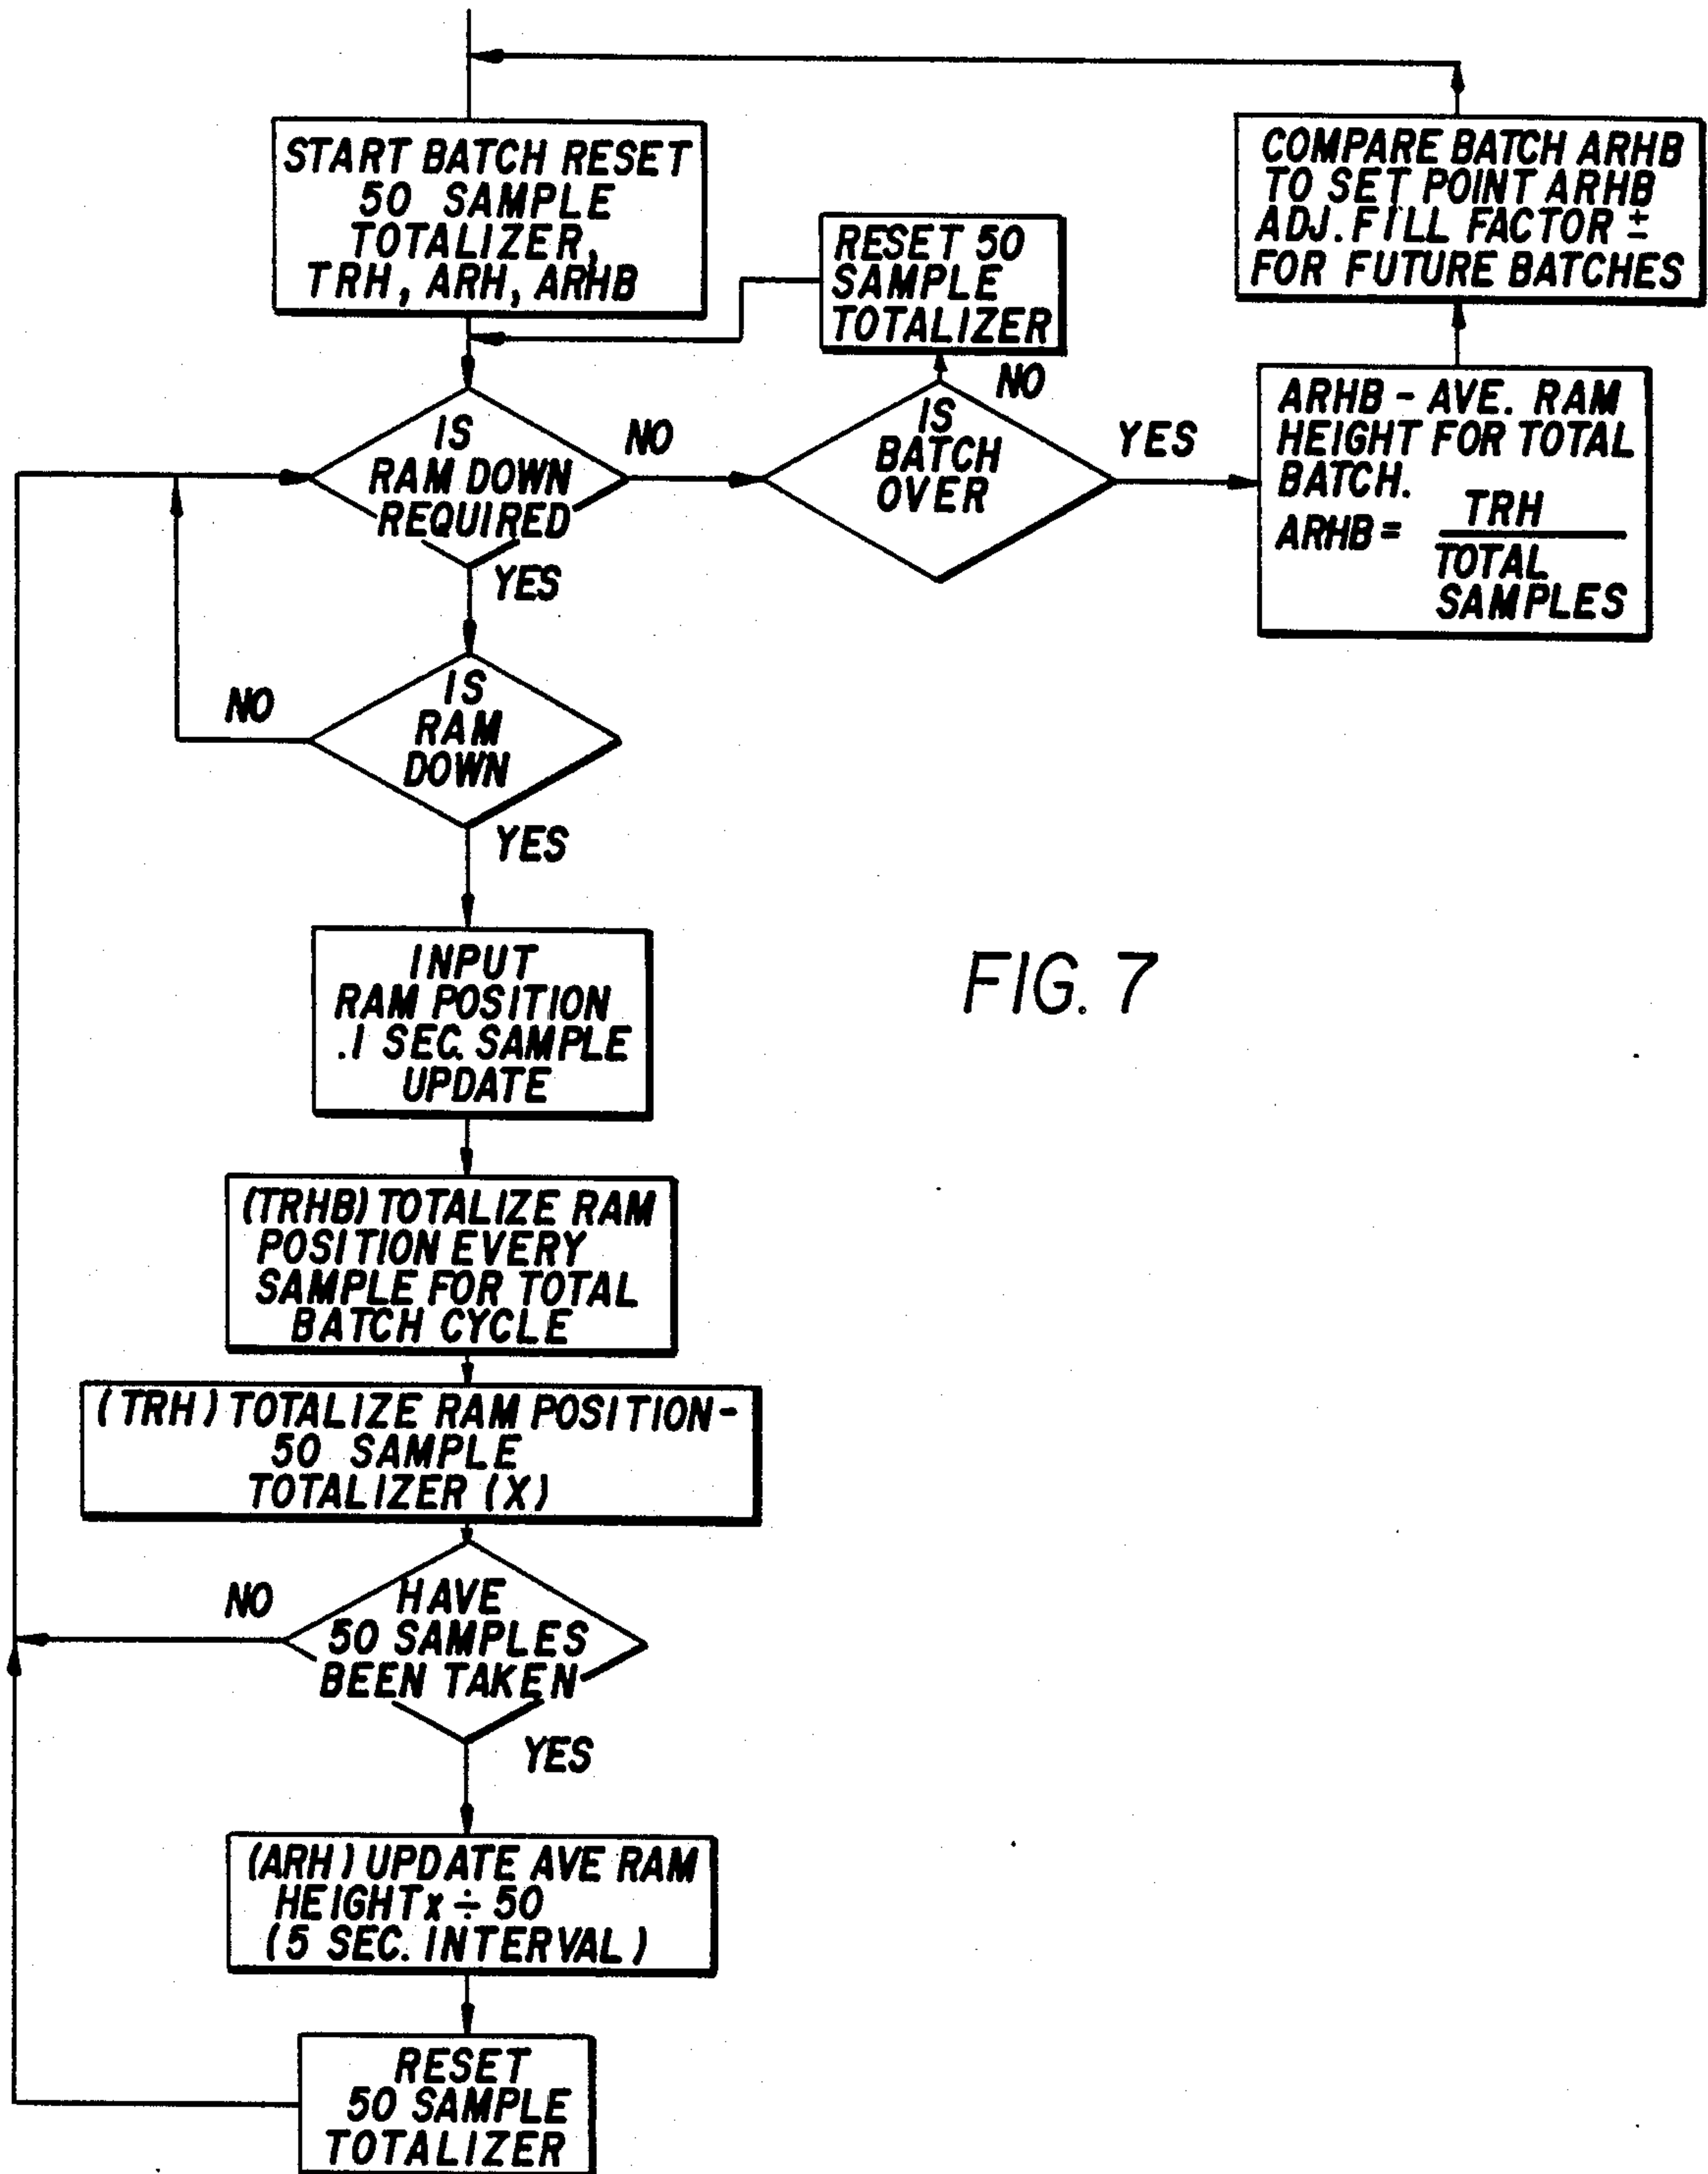 START BATCH RESET
50 SAMPLE
TOTALIZER,
TRH, ARH, ARHB
RESET 50
SAMPLE
TOTALIZER
COMPARE BATCH ARHB
TO SET POINT ARHB
ADJ. FILL FACTOR ±
FOR FUTURE BATCHES
IS
RAM DOWN
REQUIRED
NO
YES
IS
BATCH
OVER
NO
YES
ARHB - AVE. RAM
HEIGHT FOR TOTAL
BATCH.
ARHB = TRH
TOTAL
SAMPLES
IS
RAM
DOWN
NO
YES
INPUT
RAM POSITION
.1 SEC. SAMPLE
UPDATE
FIG. 7
(TRHB) TOTALIZE RAM
POSITION EVERY
SAMPLE FOR TOTAL
BATCH CYCLE
(TRH) TOTALIZE RAM POSITION-
50 SAMPLE
TOTALIZER (X)
HAVE
50 SAMPLES
BEEN TAKEN
NO
YES
(ARH) UPDATE AVE RAM
HEIGHT x ÷ 50
(5 SEC. INTERVAL)
RESET
50 SAMPLE
TOTALIZER